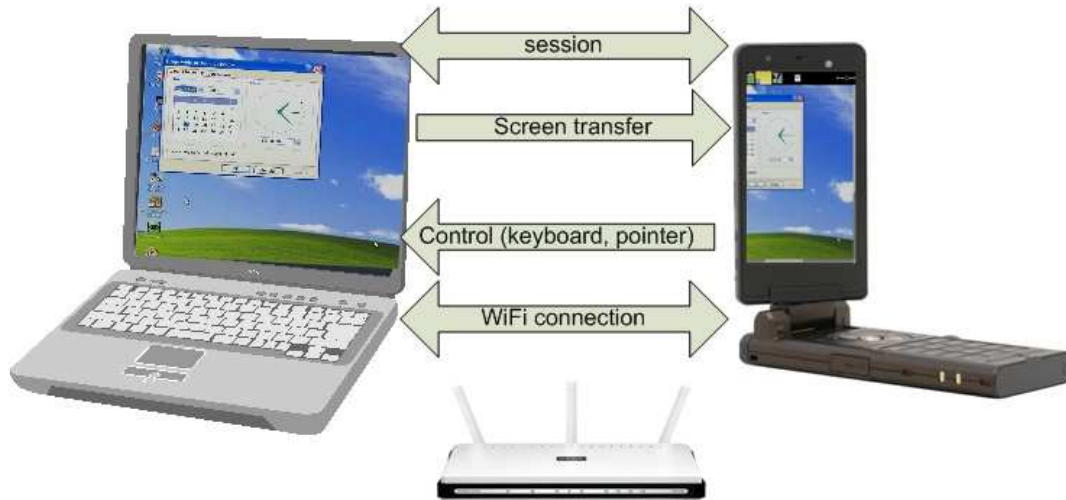 session
Screen transfer
Control (keyboard, pointer)
WiFi connection